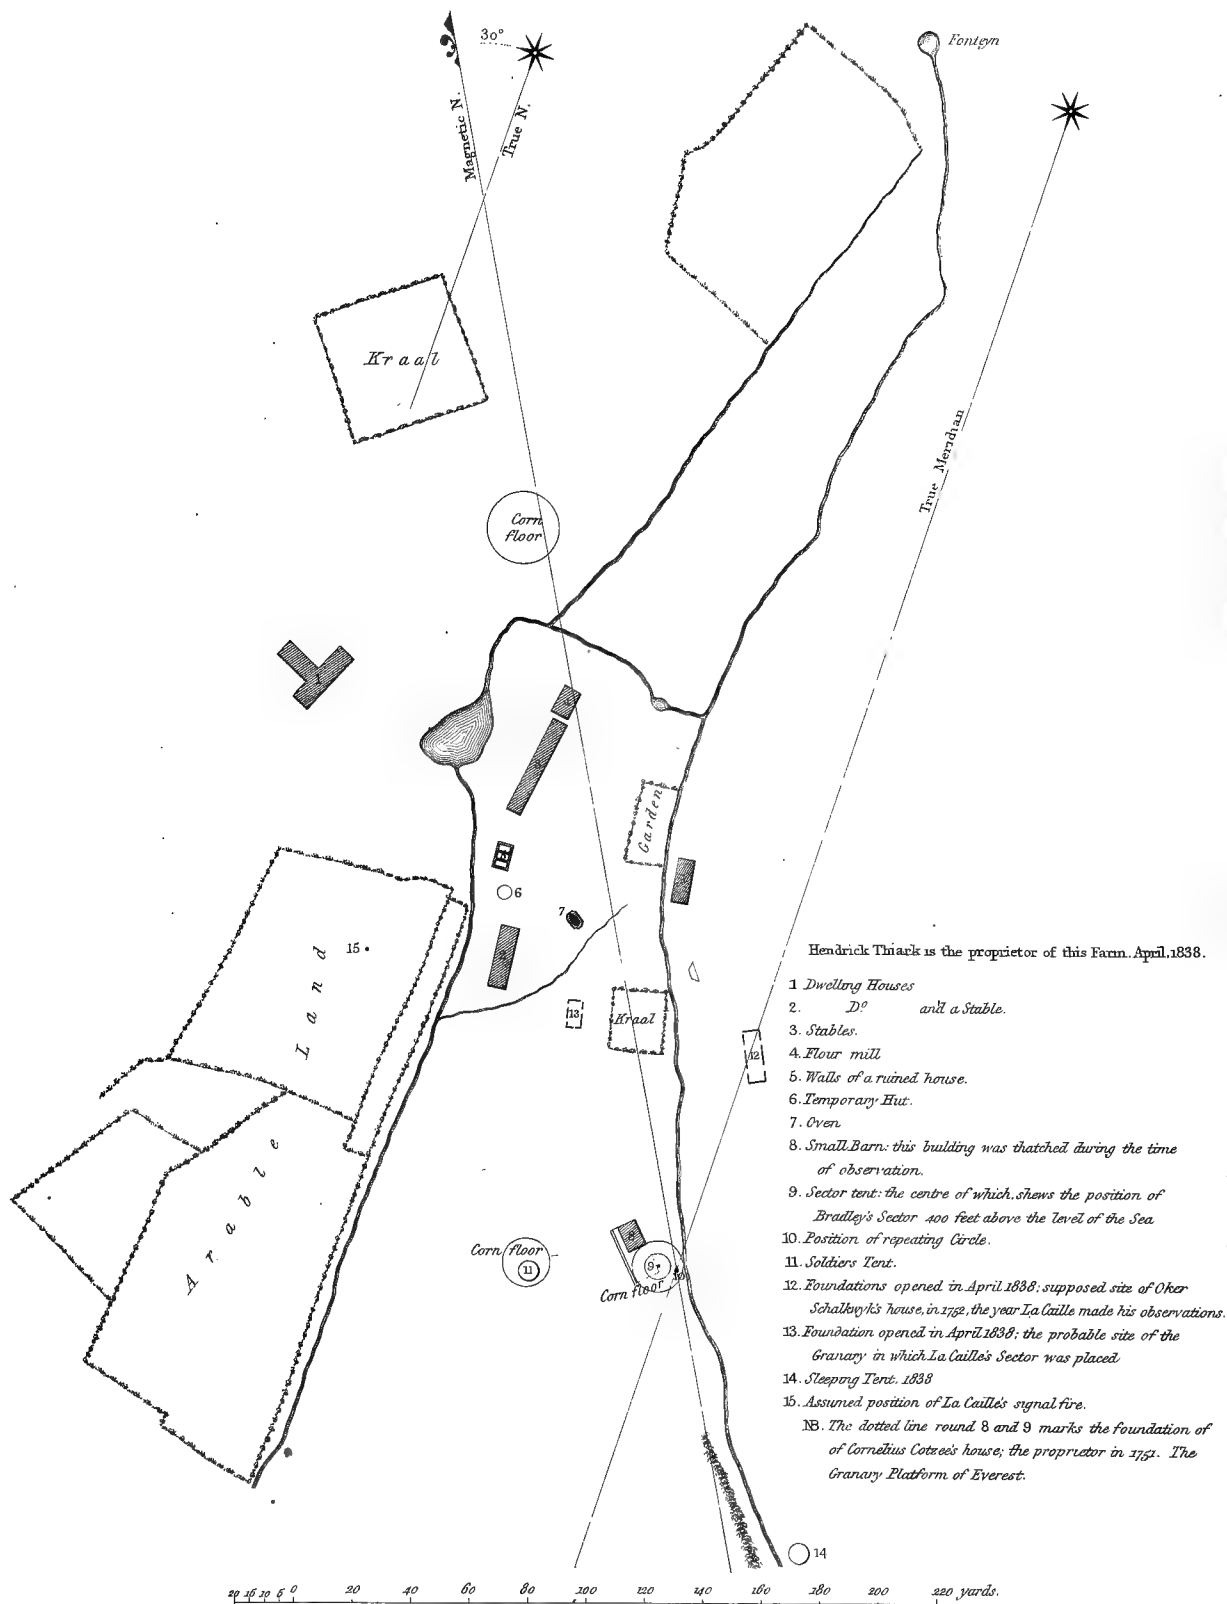 30°
Fonteyn
Magnetic N.
True N.
Kraal
True Meridian
Corn
floor
1
Garden
6
7
15
Land
13
Kraal
12
Arable
8
Corn floor
11
9
10
Corn floor
14
Hendrick Thiark is the proprietor of this Farm. April, 1838.
1 Dwelling Houses
2. Do. and a Stable.
3. Stables.
4. Flour mill
5. Walls of a ruined house.
6. Temporary Hut.
7. Oven
8. Small Barn: this building was thatched during the time
of observation.
9. Sector tent: the centre of which, shews the position of
Bradley's Sector 400 feet above the level of the Sea
10. Position of repeating Circle.
11. Soldiers Tent.
12. Foundations opened in April 1838; supposed site of Oker
Schalkwyk's house, in 1752, the year La Caille made his observations.
13. Foundation opened in April 1838; the probable site of the
Granary in which La Caille's Sector was placed
14. Sleeping Tent. 1838
15. Assumed position of La Caille's signal fire.
NB. The dotted line round 8 and 9 marks the foundation of
of Cornelius Cotzee's house; the proprietor in 1751. The
Granary Platform of Everest.
20 15 10 5 0 20 40 60 80 100 120 140 160 180 200 220 yards.